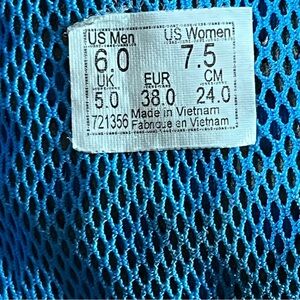 US Men US Women
6.0 7.5
UK EUR CM
5.0 38.0 24.0
721356 Made in Vietnam
Fabriqué en Vietnam